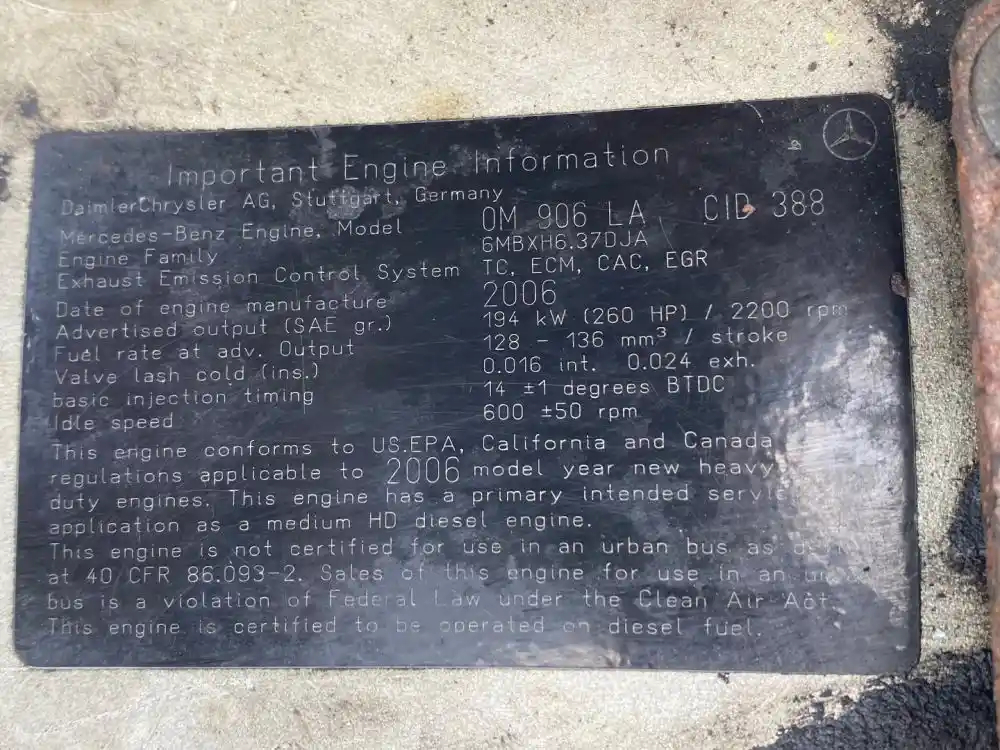 Important Engine Information
DaimlerChrysler AG, Stuttgart, Germany
Mercedes-Benz Engine, Model OM 906 LA CID 388
Engine Family 6MBXH6.37DJA
Exhaust Emission Control System TC, ECM, CAC, EGR
Date of engine manufacture 2006
Advertised output (SAE gr.) 194 kW (260 HP) / 2200 rpm
Fuel rate at adv. Output 128 - 136 mm³ / stroke
Valve lash cold (ins.) 0.016 int. 0.024 exh.
basic injection timing 14 ±1 degrees BTDC
Idle speed 600 ±50 rpm
This engine conforms to US.EPA, California and Canada
regulations applicable to 2006 model year new heavy
duty engines. This engine has a primary intended service
application as a medium HD diesel engine.
This engine is not certified for use in an urban bus as
at 40 CFR 86.093-2. Sales of this engine for use in an
bus is a violation of Federal Law under the Clean Air Act.
This engine is certified to be operated on diesel fuel.